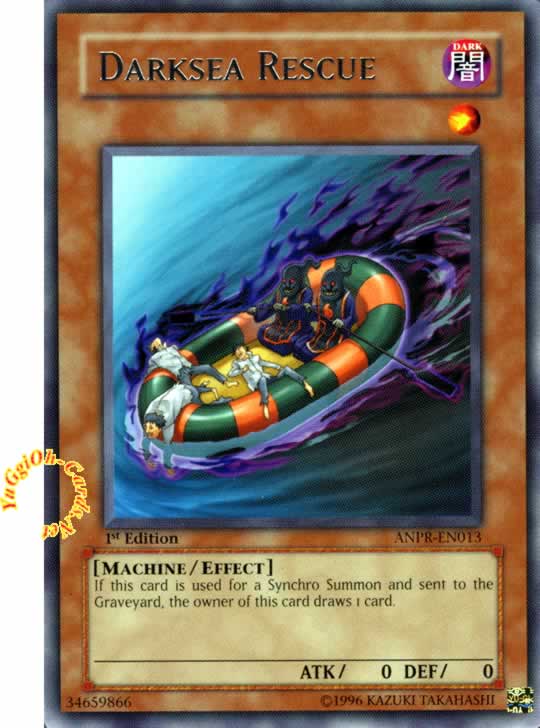 DARKSEA RESCUE
DARK
闇
YuGgiOh-Cards.Net
1st Edition
ANPR-EN013
[MACHINE/EFFECT]
If this card is used for a Synchro Summon and sent to the
Graveyard, the owner of this card draws 1 card.
ATK/ 0 DEF/ 0
34659866
©1996 KAZUKI TAKAHASHI